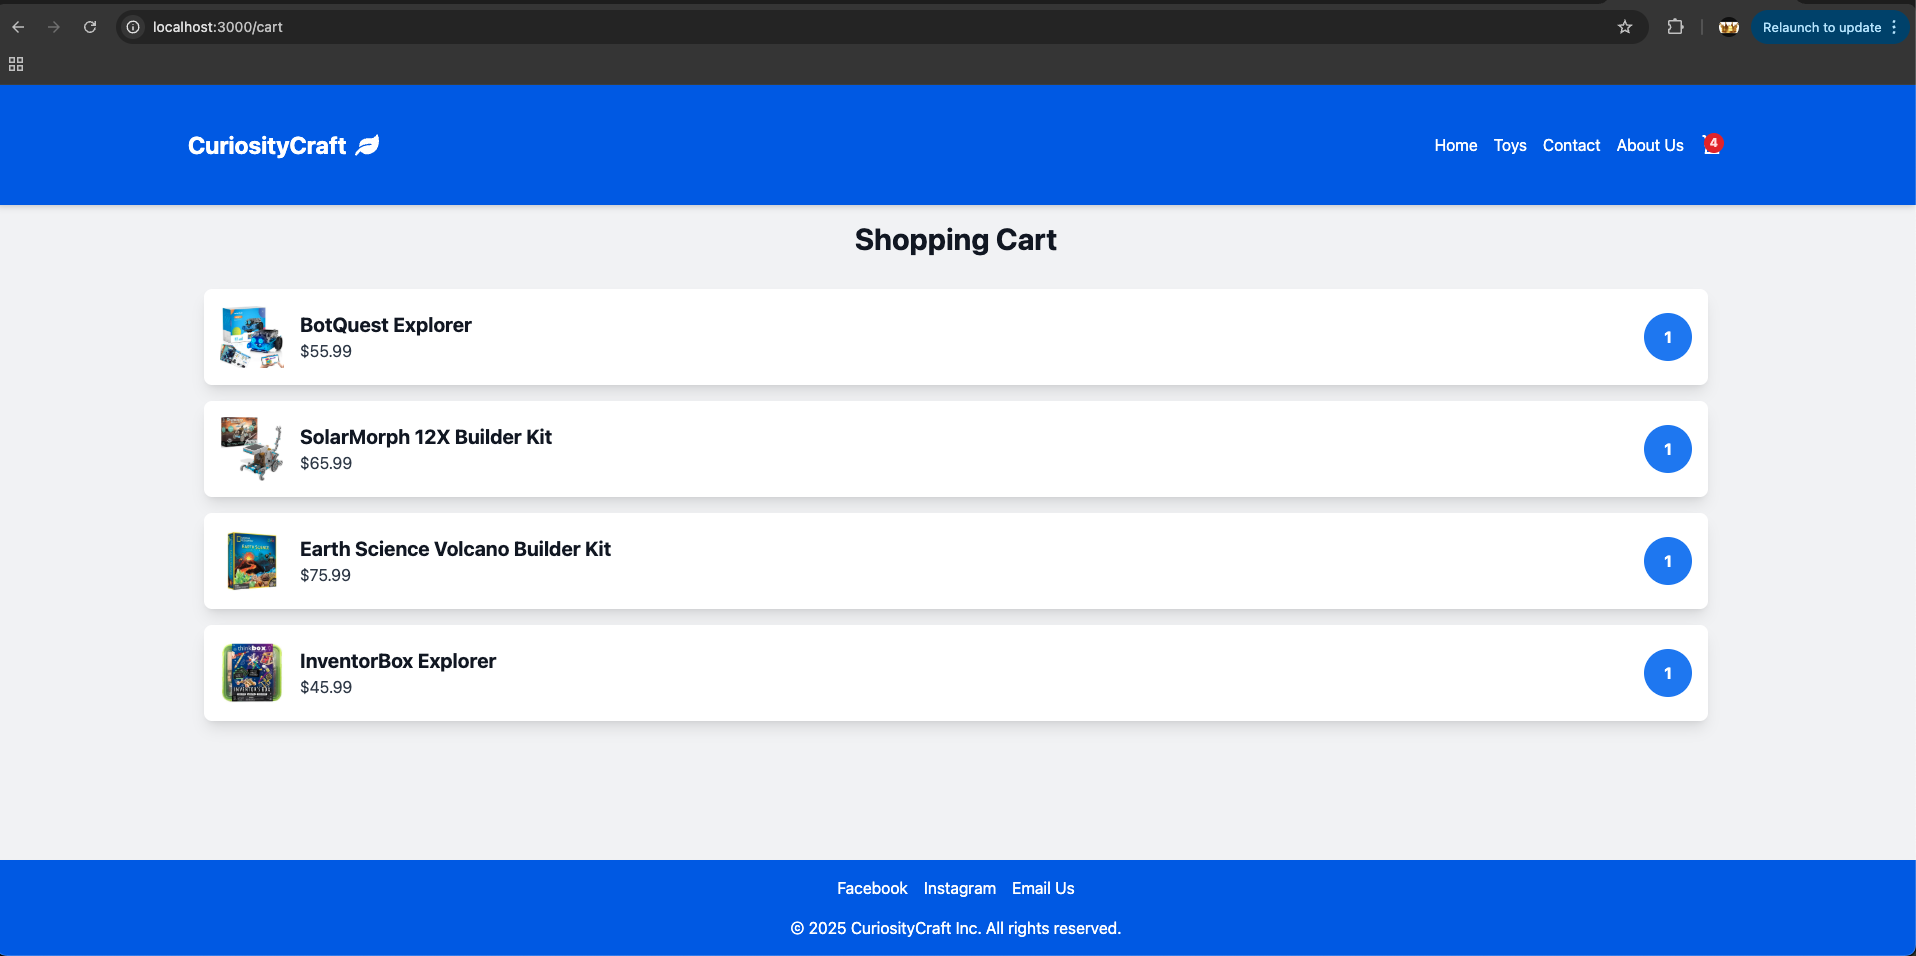 localhost:3000/cart
Relaunch to update
CuriosityCraft
Home Toys Contact About Us 4
Shopping Cart
BotQuest Explorer
$55.99
1
SolarMorph 12X Builder Kit
$65.99
1
Earth Science Volcano Builder Kit
$75.99
1
InventorBox Explorer
$45.99
1
Facebook Instagram Email Us
© 2025 CuriosityCraft Inc. All rights reserved.